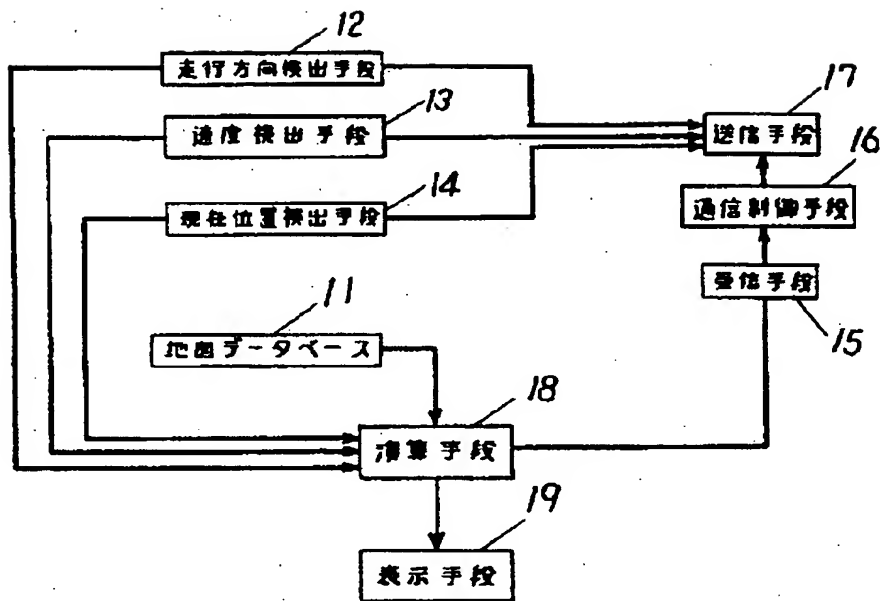 12
走行方向検出手段
13
速度検出手段
17
送信手段
16
14
現在位置検出手段
通信制御手段
受信手段
15
11
地図データベース
18
演算手段
19
表示手段